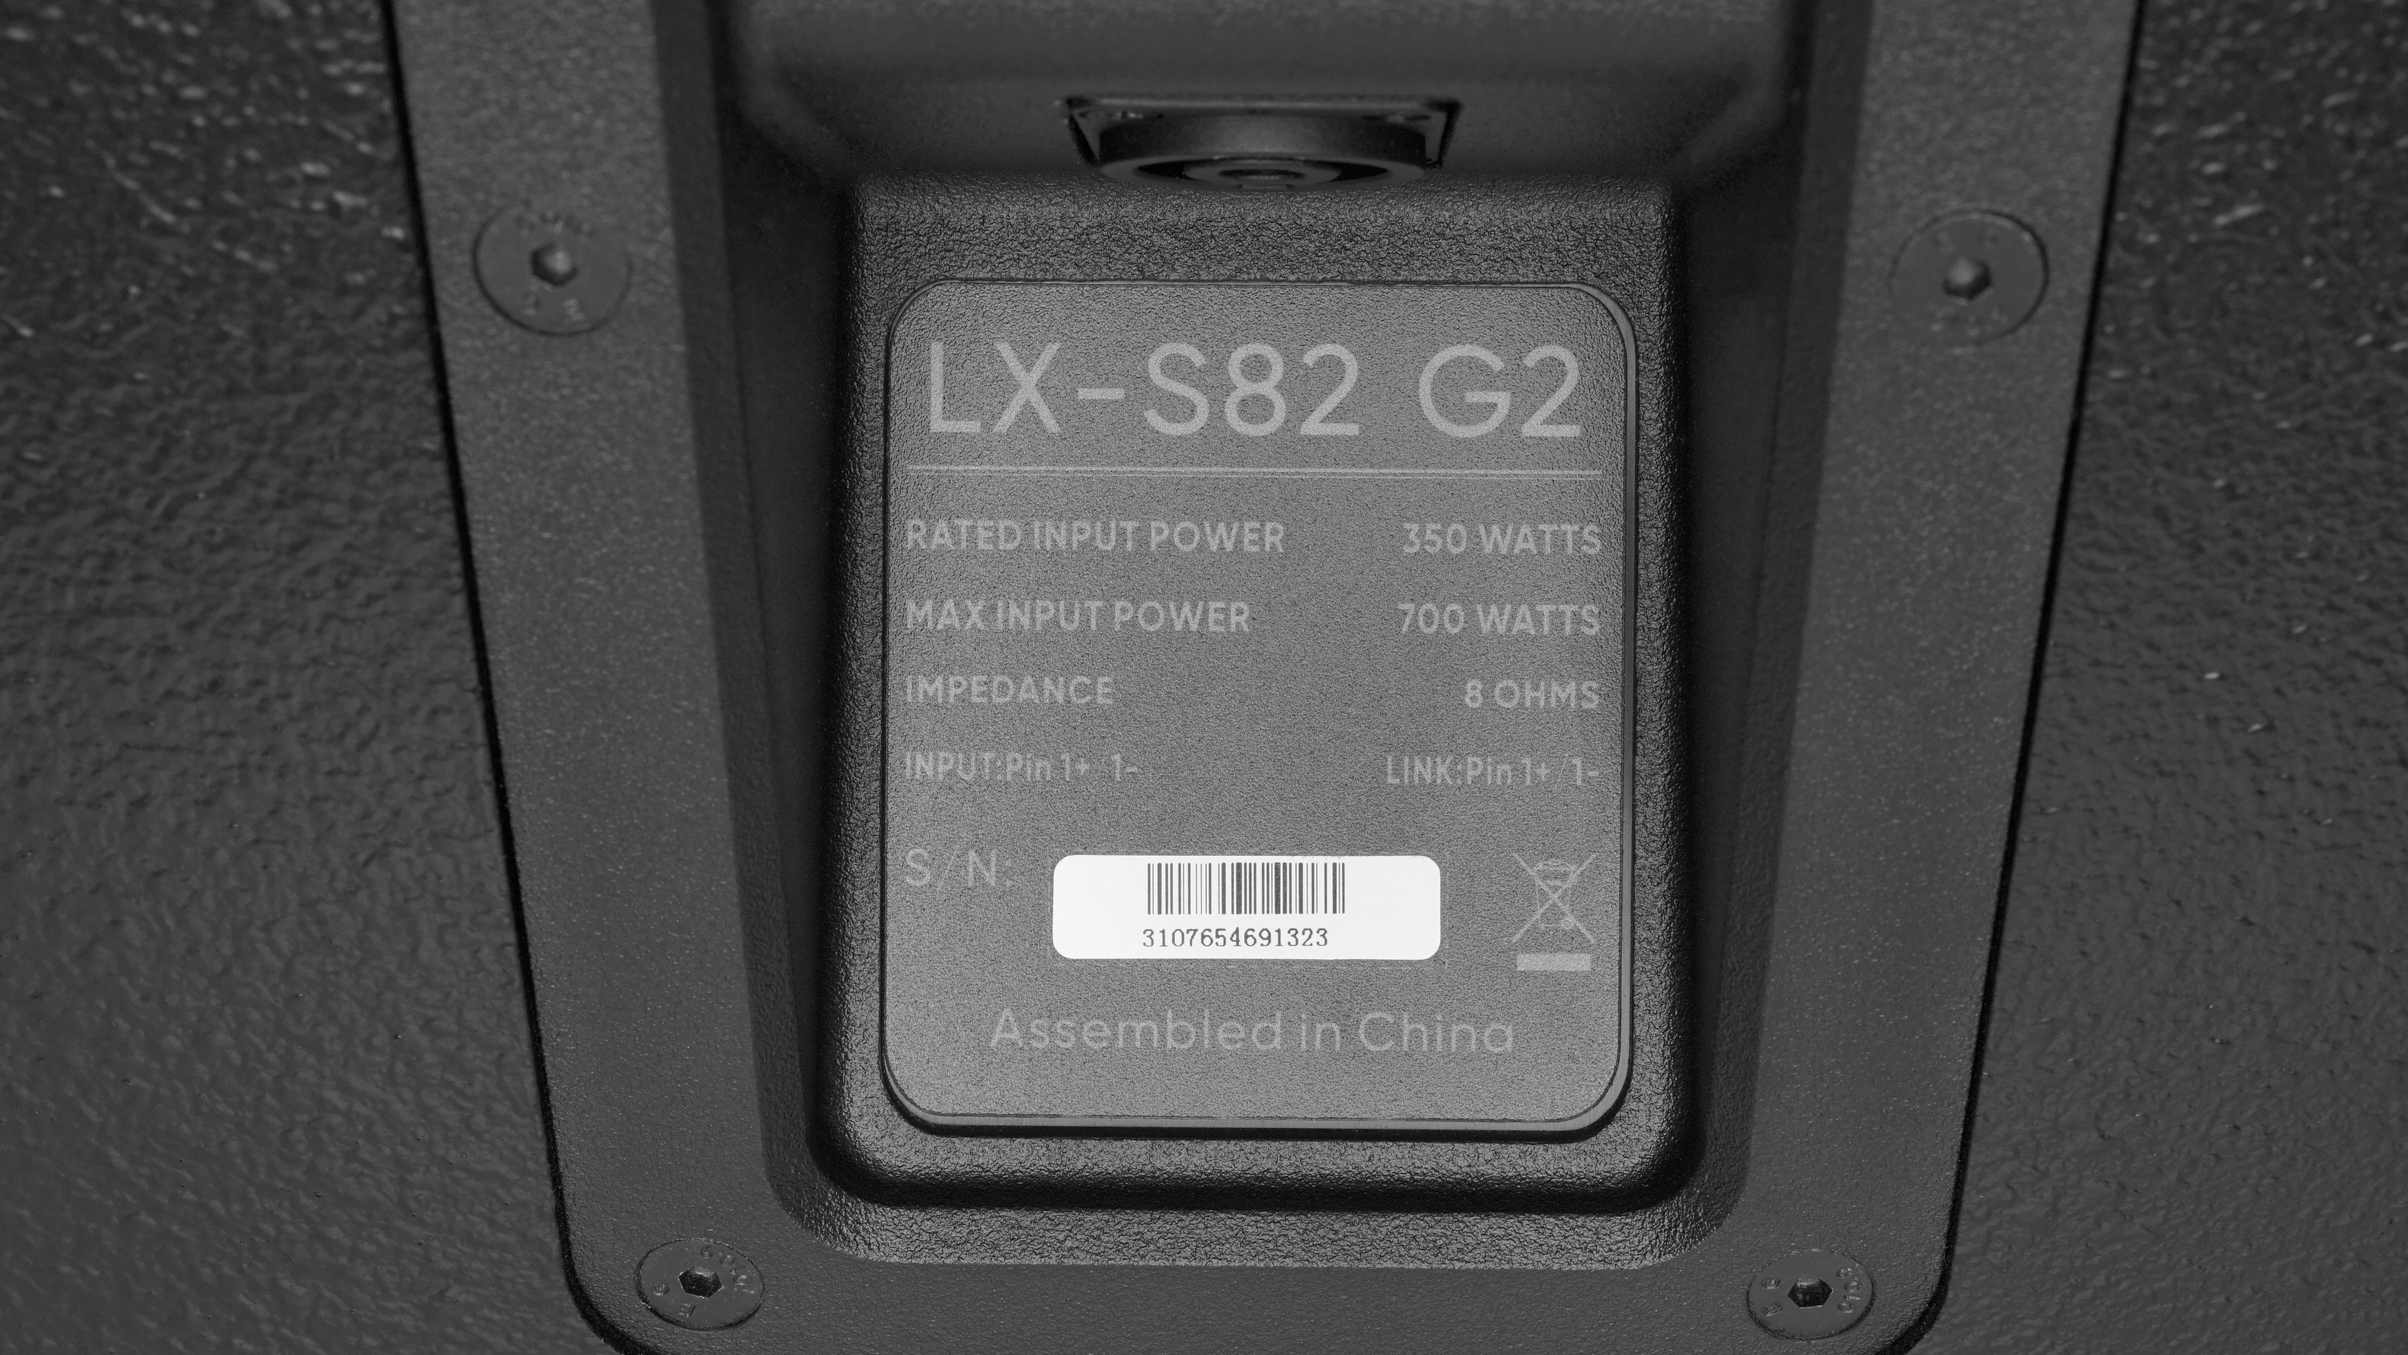 LX-S82 G2
RATED INPUT POWER 350 WATTS
MAX INPUT POWER 700 WATTS
IMPEDANCE 8 OHMS
INPUT:Pin 1+ 1- LINK:Pin 1+ 1-
S/N:
3107654691323
Assembled in China